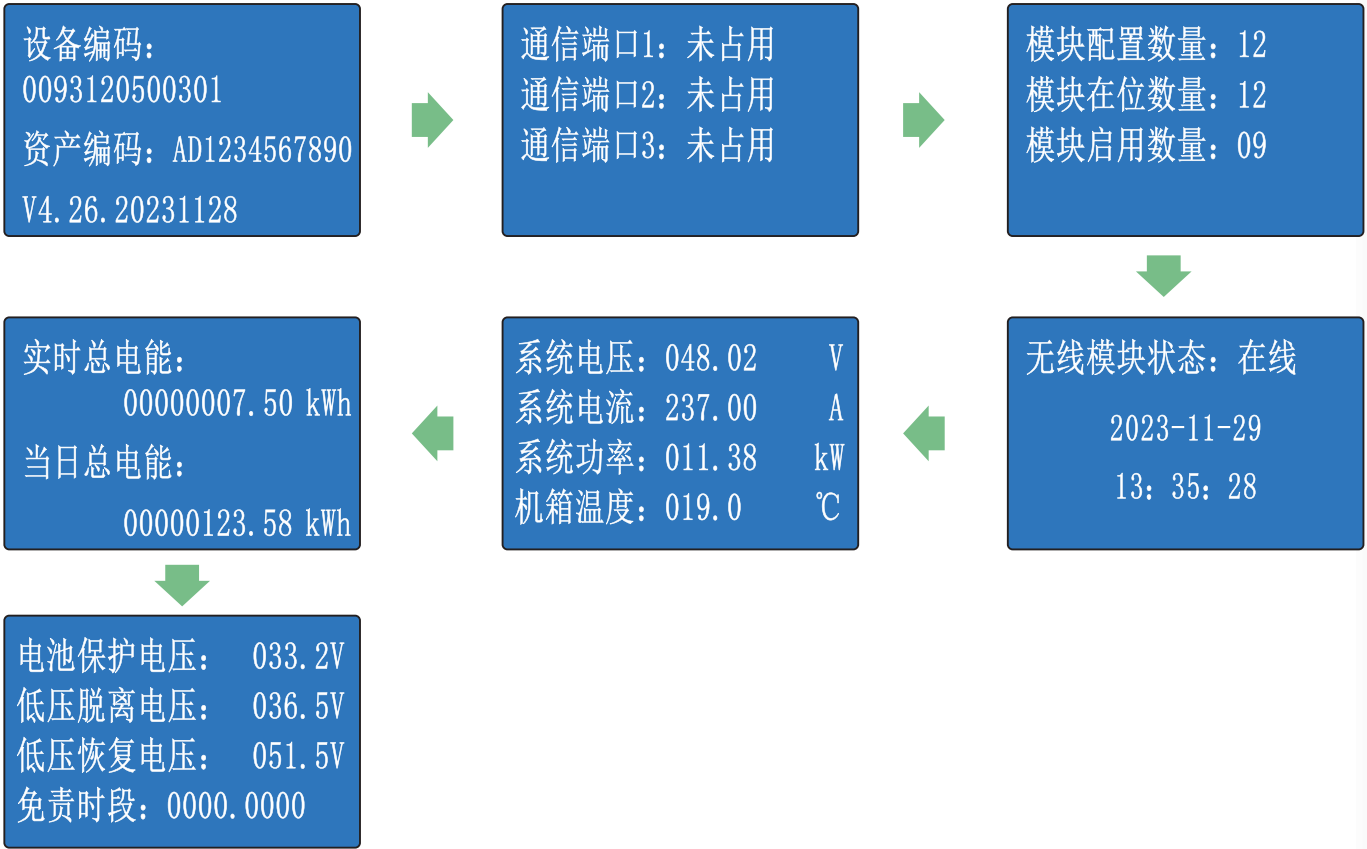 设备编码：
0093120500301
资产编码：AD1234567890
V4.26.20231128
通信端口1：未占用
通信端口2：未占用
通信端口3：未占用
模块配置数量：12
模块在位数量：12
模块启用数量：09
无线模块状态：在线
2023-11-29
13：35：28
系统电压：048.02 V
系统电流：237.00 A
系统功率：011.38 kW
机箱温度：019.0 ℃
实时总电能：
00000007.50 kWh
当日总电能：
00000123.58 kWh
电池保护电压： 033.2V
低压脱离电压： 036.5V
低压恢复电压： 051.5V
免责时段：0000.0000